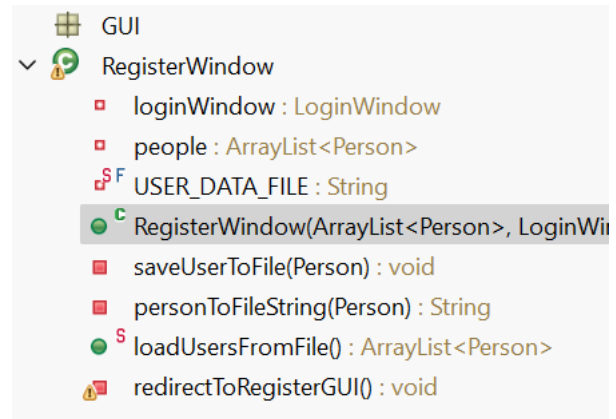 GUI
RegisterWindow
loginWindow : LoginWindow
people : ArrayList<Person>
S F USER_DATA_FILE : String
C RegisterWindow(ArrayList<Person>, LoginWi
saveUserToFile(Person) : void
personToFileString(Person) : String
S loadUsersFromFile() : ArrayList<Person>
redirectToRegisterGUI() : void